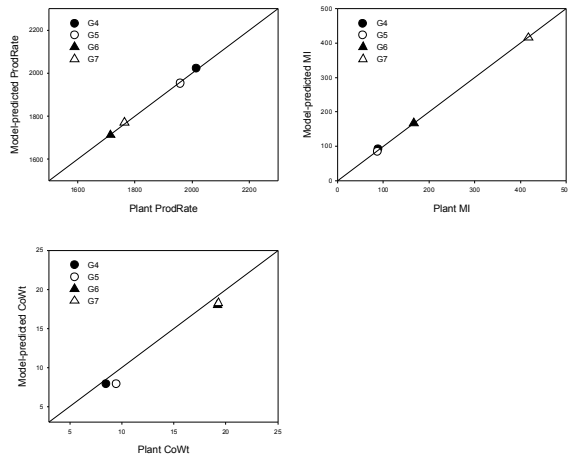 Model-predicted ProdRate
2200
2000
1800
1600
G4
G5
G6
G7
1600 1800 2000 2200
Plant ProdRate
Model-predicted MI
500
400
300
200
100
0
G4
G5
G6
G7
0 100 200 300 400 500
Plant MI
Model-predicted CoWt
25
20
15
10
5
G4
G5
G6
G7
5 10 15 20 25
Plant CoWt